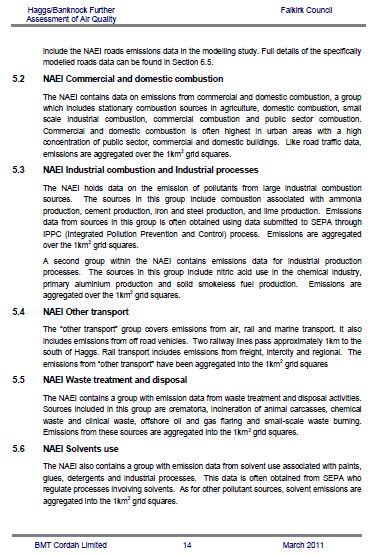 Haggs/Banknock Further
Assessment of Air Quality
Falkirk Council
include the NAEI roads emissions data in the modelling study. Full details of the specifically
modelled roads data can be found in Section 6.5.
5.2 NAEI Commercial and domestic combustion
The NAEI contains data on emissions from commercial and domestic combustion, a group
which includes stationary combustion sources in agriculture, domestic combustion, small
scale industrial combustion, commercial combustion and public sector combustion.
Commercial and domestic combustion is often highest in urban areas with a high
concentration of public sector, commercial and domestic buildings. Like road traffic data,
emissions are aggregated over the 1km² grid squares.
5.3 NAEI Industrial combustion and Industrial processes
The NAEI holds data on the emission of pollutants from large industrial combustion
sources. The sources in this group include combustion associated with ammonia
production, cement production, iron and steel production, and lime production. Emissions
data from sources in this group is often obtained using data submitted to SEPA through
IPPC (Integrated Pollution Prevention and Control) process. Emissions are aggregated
over the 1km² grid squares.
A second group within the NAEI contains emissions data for industrial production
processes. The sources in this group include nitric acid use in the chemical industry,
primary aluminium production and solid smokeless fuel production. Emissions are
aggregated over the 1km² grid squares.
5.4 NAEI Other transport
The "other transport" group covers emissions from air, rail and marine transport. It also
includes emissions from off road vehicles. Two railway lines pass approximately 1km to the
south of Haggs. Rail transport includes emissions from freight, intercity and regional. The
emissions from "other transport" have been aggregated into the 1km² grid squares
5.5 NAEI Waste treatment and disposal
The NAEI contains a group with emission data from waste treatment and disposal activities.
Sources included in this group are crematoria, incineration of animal carcasses, chemical
waste and clinical waste, offshore oil and gas flaring and small-scale waste burning.
Emissions from these sources are aggregated into the 1km² grid squares.
5.6 NAEI Solvents use
The NAEI also contains a group with emission data from solvent use associated with paints,
glues, detergents and industrial processes. This data is often obtained from SEPA who
regulate processes involving solvents. As for other pollutant sources, solvent emissions are
aggregated into the 1km² grid squares.
BMT Cordah Limited 14 March 2011